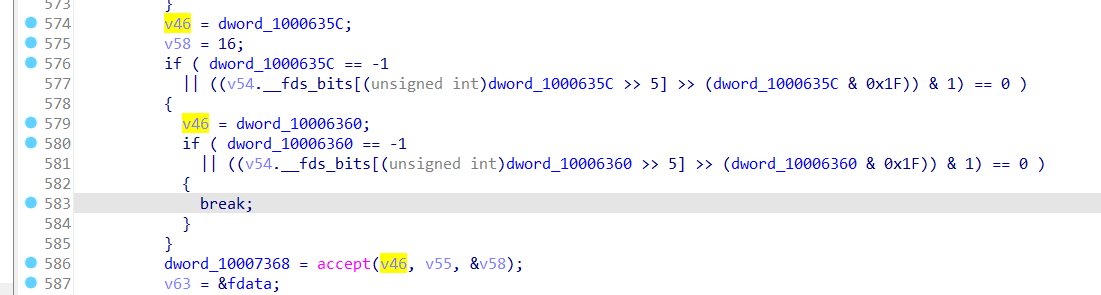 573 }
574 v46 = dword_1000635C;
575 v58 = 16;
576 if ( dword_1000635C == -1
577 || ((v54.__fds_bits[(unsigned int)dword_1000635C >> 5] >> (dword_1000635C & 0x1F)) & 1) == 0 )
578 {
579 v46 = dword_10006360;
580 if ( dword_10006360 == -1
581 || ((v54.__fds_bits[(unsigned int)dword_10006360 >> 5] >> (dword_10006360 & 0x1F)) & 1) == 0 )
582 {
583 break;
584 }
585 }
586 dword_10007368 = accept(v46, v55, &v58);
587 v63 = &fdata;